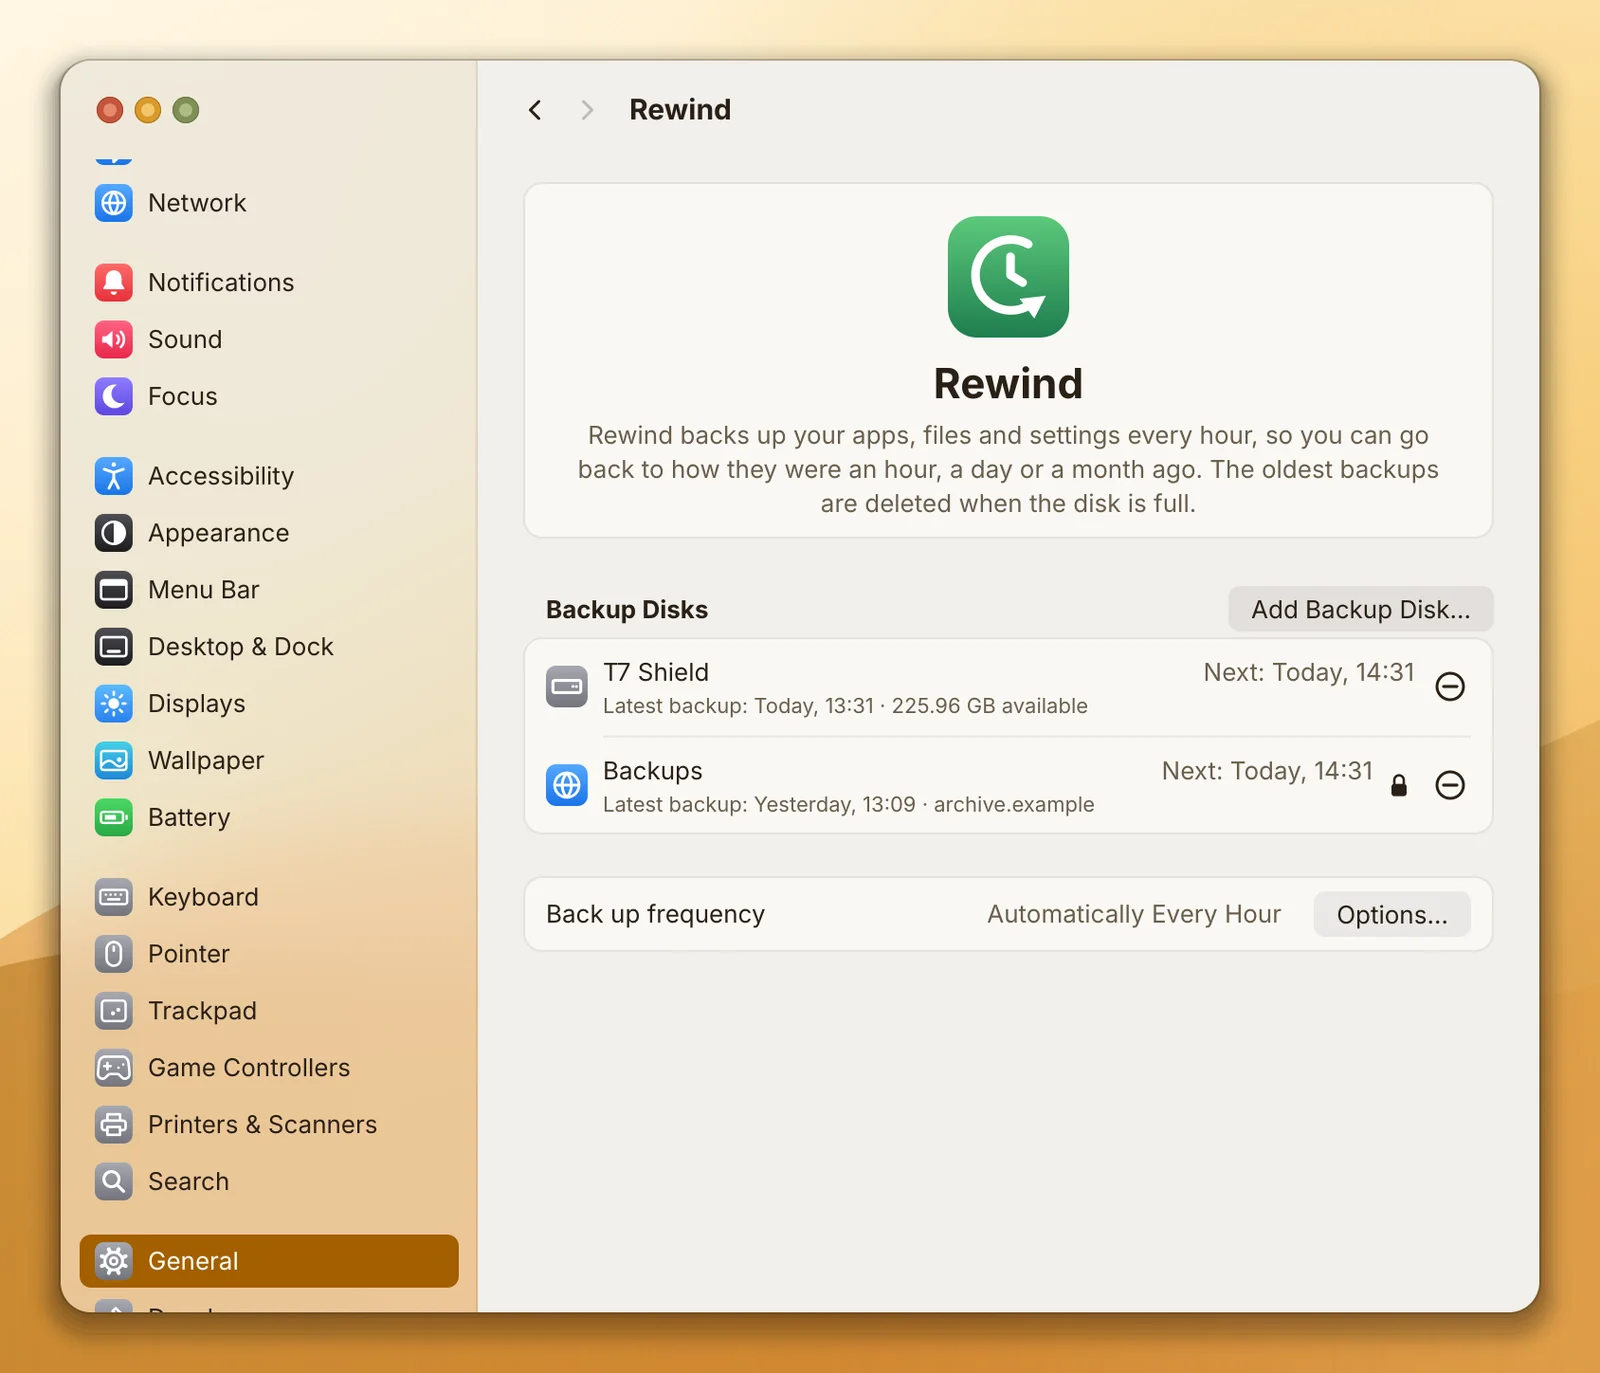 Rewind
Network
Notifications
Sound
Focus
Accessibility
Appearance
Menu Bar
Desktop & Dock
Displays
Wallpaper
Battery
Keyboard
Pointer
Trackpad
Game Controllers
Printers & Scanners
Search
General
Rewind
Rewind backs up your apps, files and settings every hour, so you can go
back to how they were an hour, a day or a month ago. The oldest backups
are deleted when the disk is full.
Backup Disks
Add Backup Disk...
T7 Shield
Next: Today, 14:31
Latest backup: Today, 13:31 · 225.96 GB available
Backups
Next: Today, 14:31
Latest backup: Yesterday, 13:09 · archive.example
Back up frequency
Automatically Every Hour
Options...